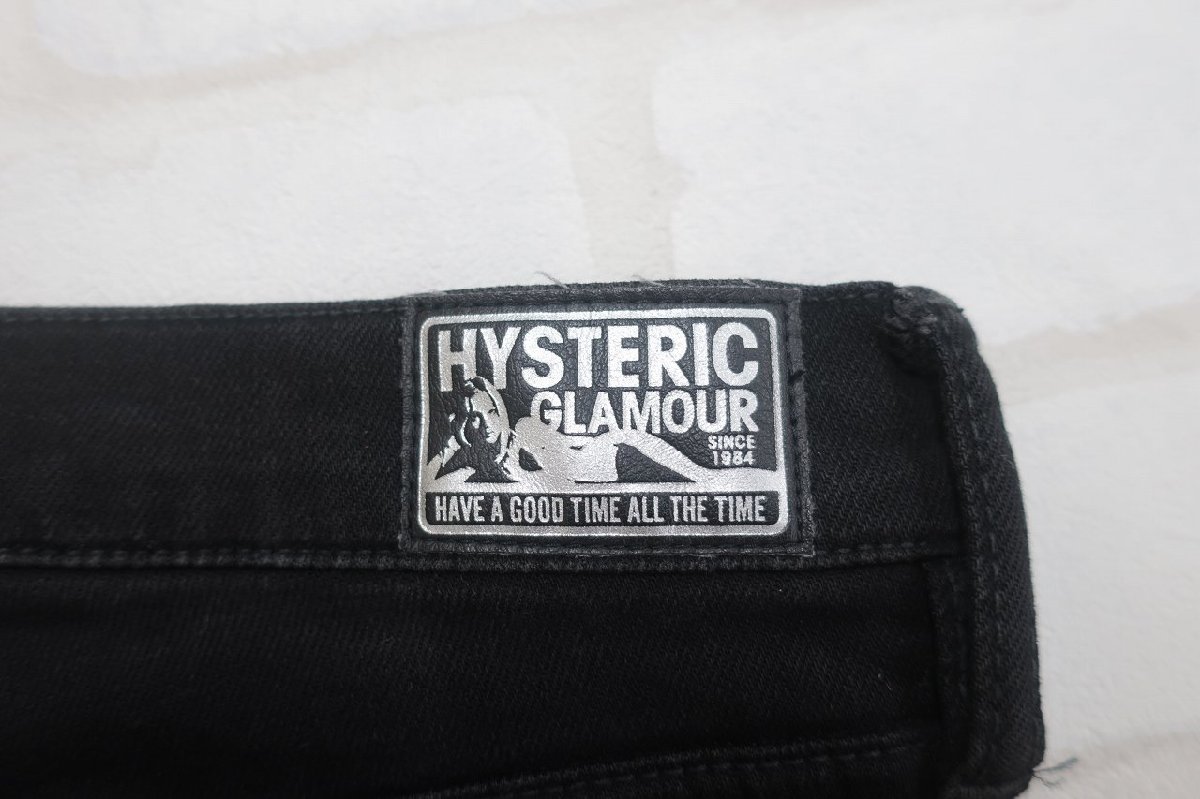 HYSTERIC
GLAMOUR
SINCE
1984
HAVE A GOOD TIME ALL THE TIME